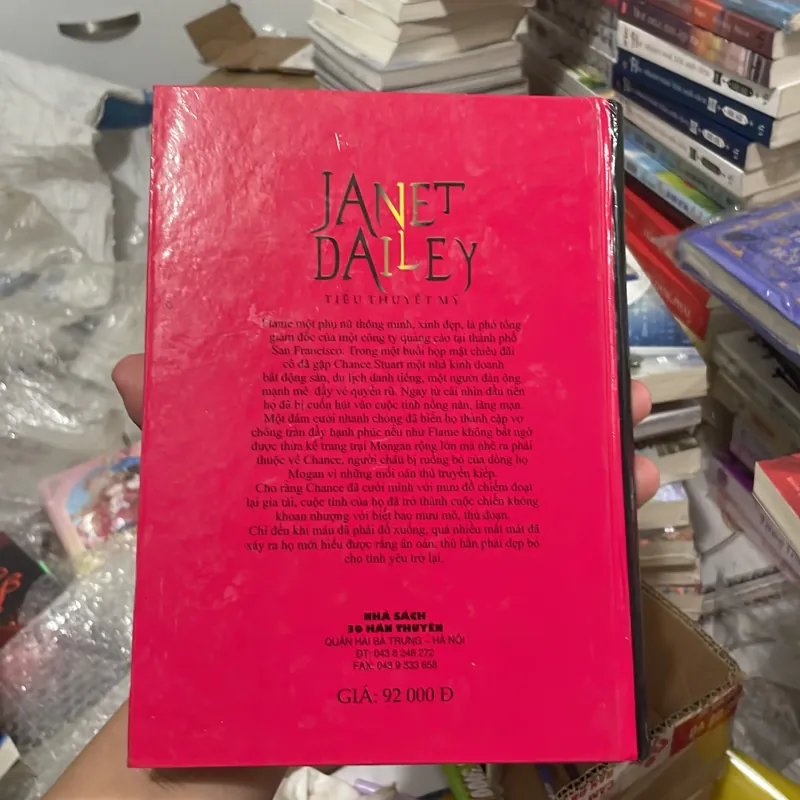 JANET
DAILEY
TIỂU THUYẾT MỸ
Flame một phụ nữ thông minh, xinh đẹp, là phó tổng
giám đốc của một công ty quảng cáo tại thành phố
San Francisco. Trong một buổi họp mặt chiêu đãi
cô đã gặp Chance Stuart một nhà kinh doanh
bất động sản, du lịch danh tiếng, một người đàn ông
mạnh mẽ đầy vẻ quyến rũ. Ngay từ cái nhìn đầu tiên
họ đã bị cuốn hút vào cuộc tình nồng nàn, lãng mạn.
Một đám cưới nhanh chóng đã biến họ thành cặp vợ
chồng tràn đầy hạnh phúc nếu như Flame không bất ngờ
được thừa kế trang trại Mongan rộng lớn mà nhẽ ra phải
thuộc về Chance, người cháu bị ruồng bỏ của dòng họ
Mogan vì những mối oán thù truyền kiếp.
Cho rằng Chance đã cưới mình với mưu đồ chiếm đoạt
lại gia tài, cuộc tình của họ đã trở thành cuộc chiến không
khoan nhượng với biết bao mưu mô, thủ đoạn.
Chỉ đến khi máu đã phải đổ xuống, quá nhiều mất mát đã
xảy ra họ mới hiểu được rằng ân oán, thù hằn phải dẹp bỏ
cho tình yêu trở lại.
NHÀ SÁCH
30 HÀN THUYÊN
QUẬN HAI BÀ TRƯNG – HÀ NỘI
ĐT: 043 8 246 272
FAX: 043 9 333 658
GIÁ: 92 000 Đ